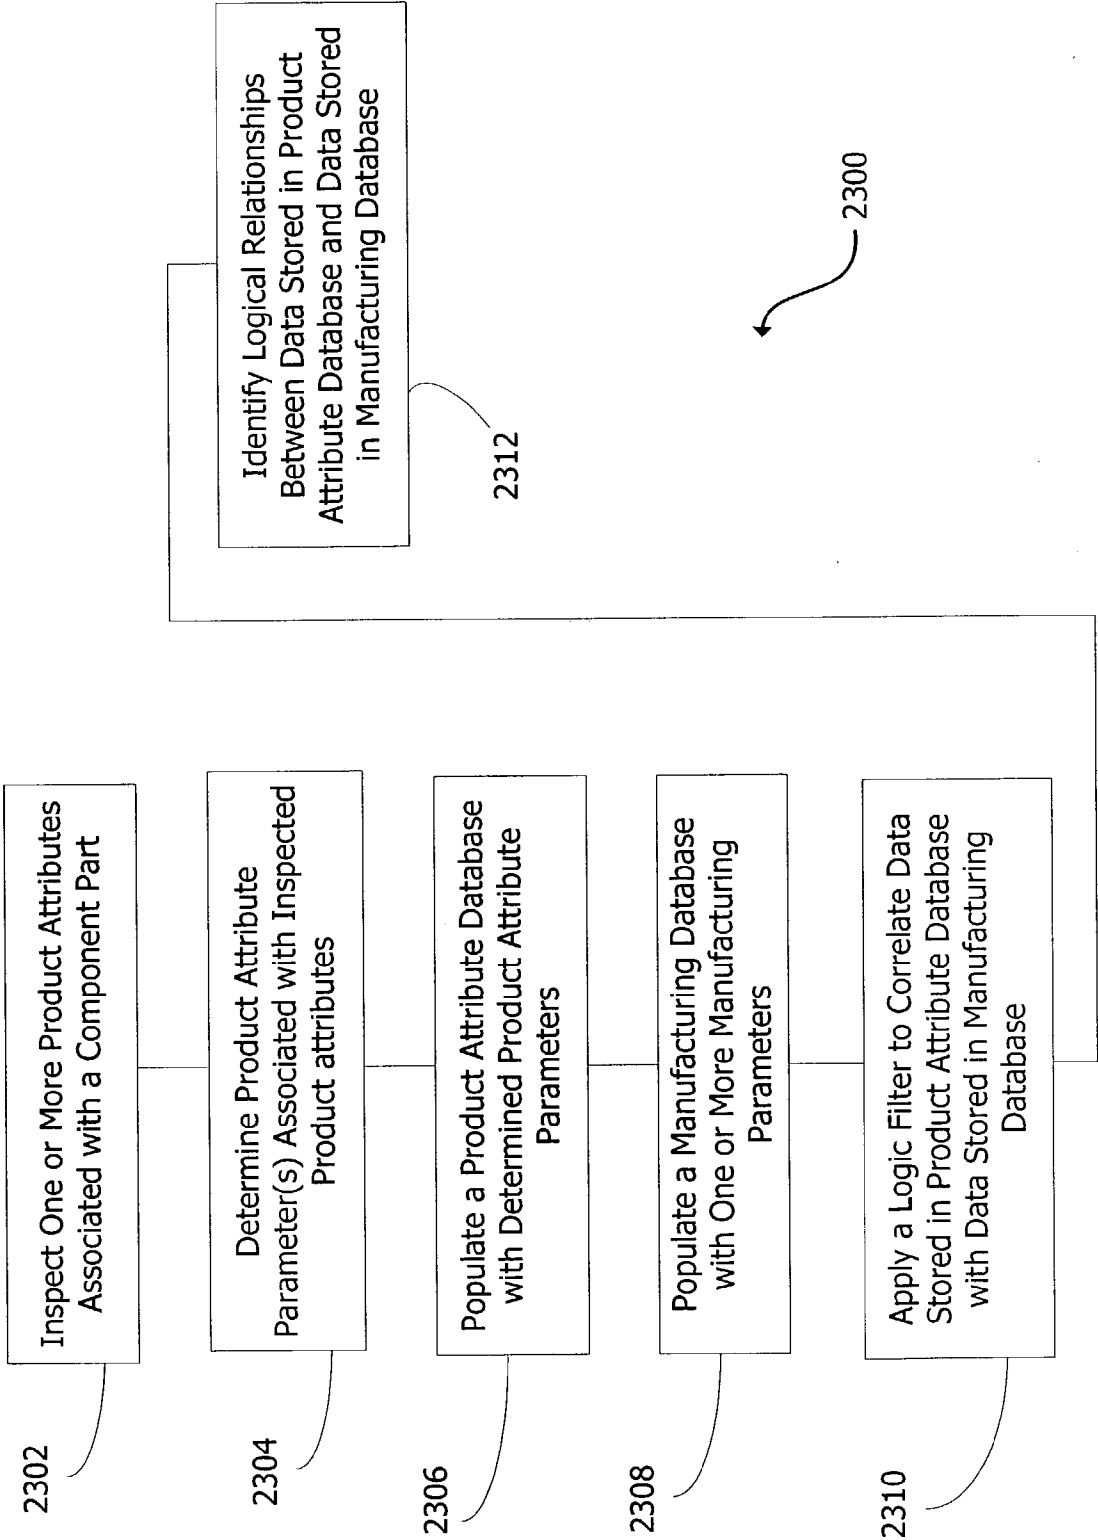 2302
Inspect One or More Product Attributes
Associated with a Component Part
2304
Determine Product Attribute
Parameter(s) Associated with Inspected
Product attributes
2306
Populate a Product Attribute Database
with Determined Product Attribute
Parameters
2308
Populate a Manufacturing Database
with One or More Manufacturing
Parameters
2310
Apply a Logic Filter to Correlate Data
Stored in Product Attribute Database
with Data Stored in Manufacturing
Database
Identify Logical Relationships
Between Data Stored in Product
Attribute Database and Data Stored
in Manufacturing Database
2312
2300